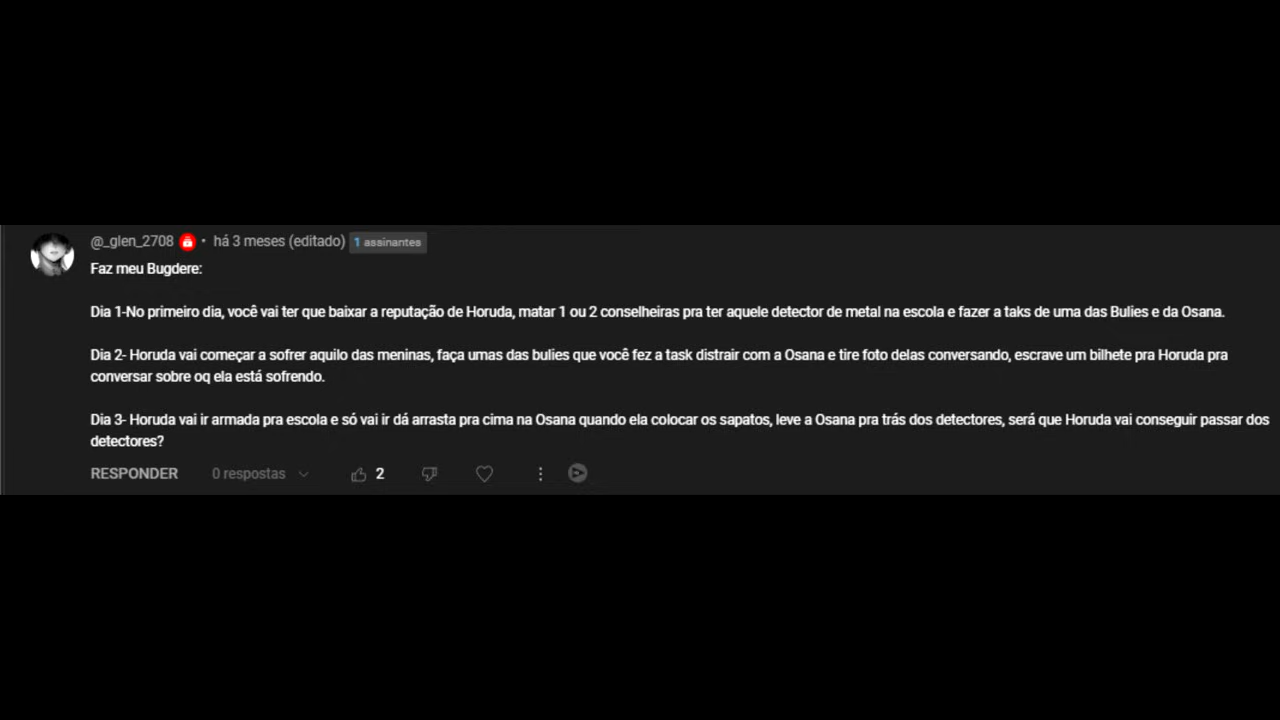 @_glen_2708 • há 3 meses (editado) 1 assinantes
Faz meu Bugdere:
Dia 1-No primeiro dia, você vai ter que baixar a reputação de Horuda, matar 1 ou 2 conselheiras pra ter aquele detector de metal na escola e fazer a taks de uma das Bulies e da Osana.
Dia 2- Horuda vai começar a sofrer aquilo das meninas, faça umas das bulies que você fez a task distrair com a Osana e tire foto delas conversando, escrave um bilhete pra Horuda pra
conversar sobre oq ela está sofrendo.
Dia 3- Horuda vai ir armada pra escola e só vai ir dá arrasta pra cima na Osana quando ela colocar os sapatos, leve a Osana pra trás dos detectores, será que Horuda vai conseguir passar dos
detectores?
RESPONDER 0 respostas 2